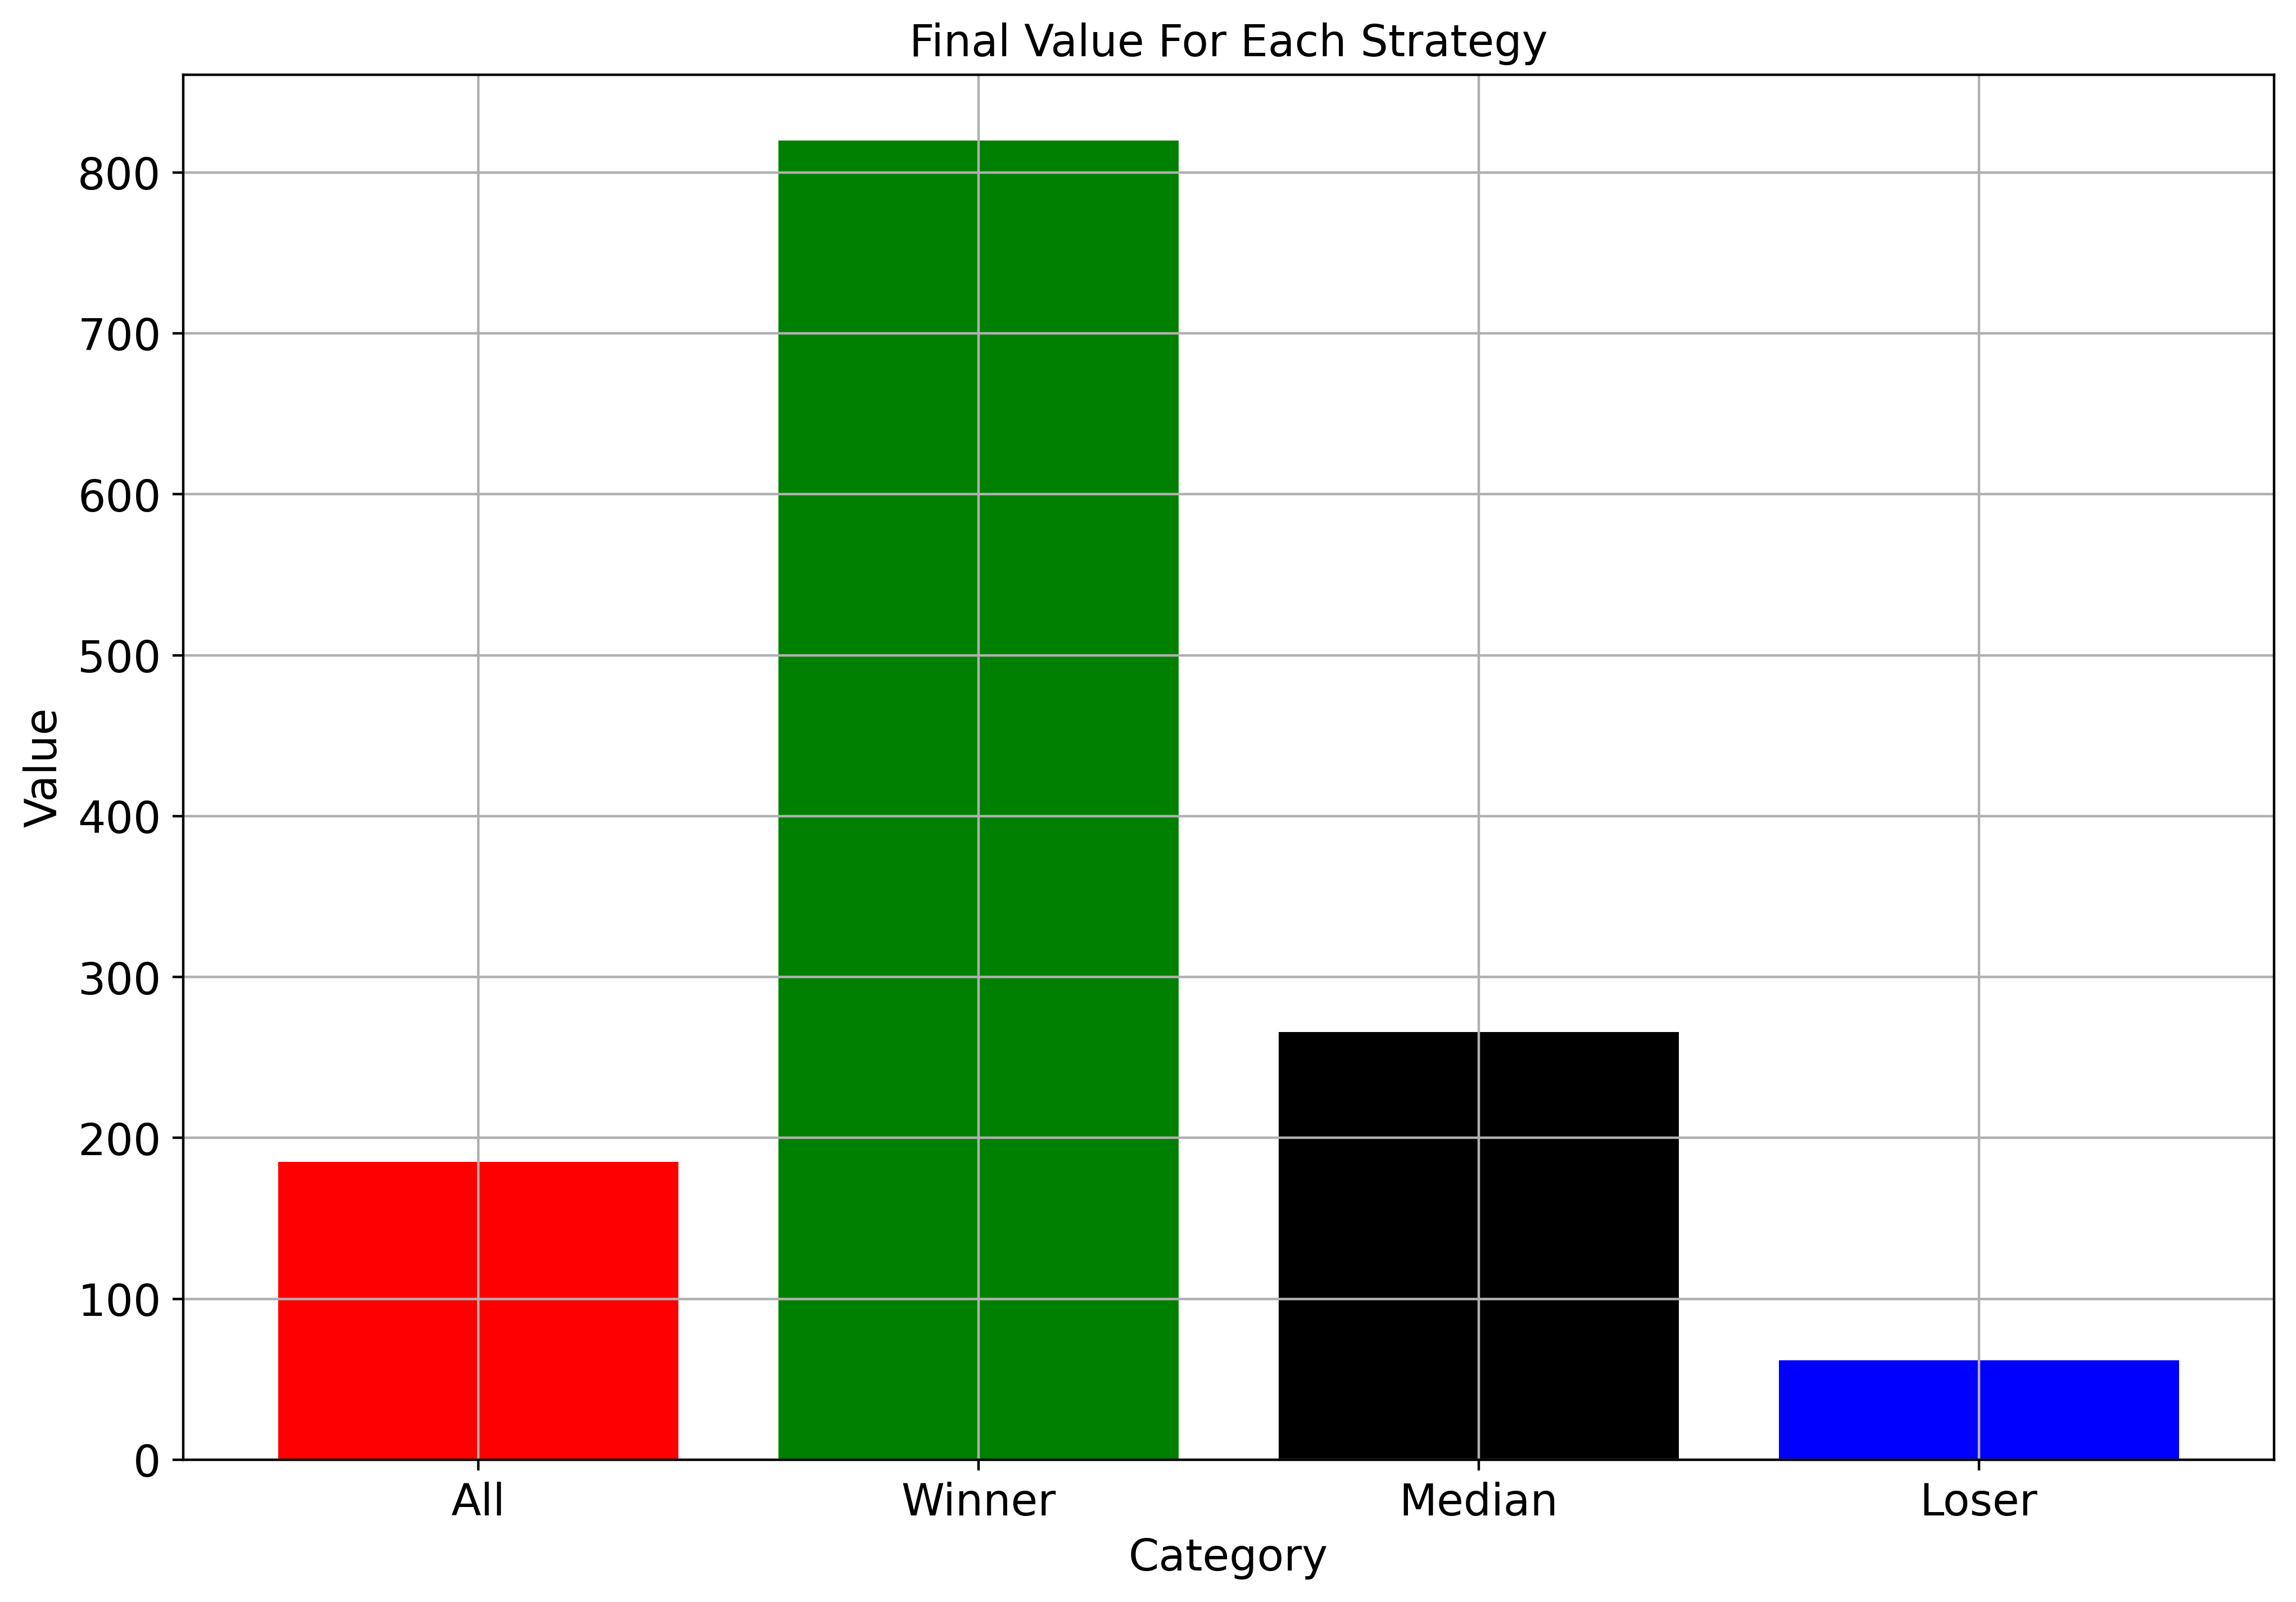 Final Value For Each Strategy
800
700
600
500
400
300
200
100
0
Value
All
Winner
Median
Loser
Category